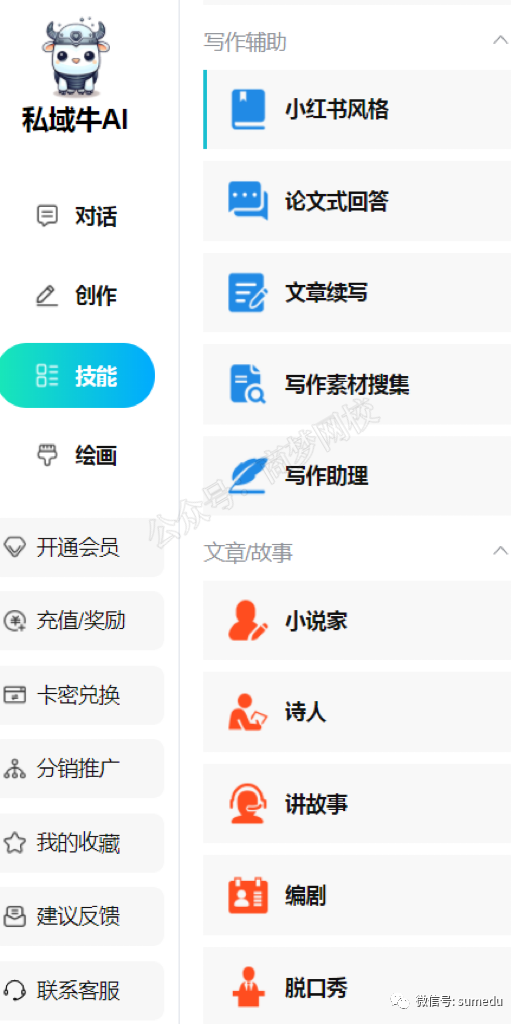 私域牛AI
对话
创作
技能
绘画
开通会员
充值/奖励
卡密兑换
分销推广
我的收藏
建议反馈
联系客服
写作辅助
小红书风格
论文式回答
文章续写
写作素材搜集
写作助理
文章/故事
小说家
诗人
讲故事
编剧
脱口秀
公众号：商梦网校
微信号: sumedu